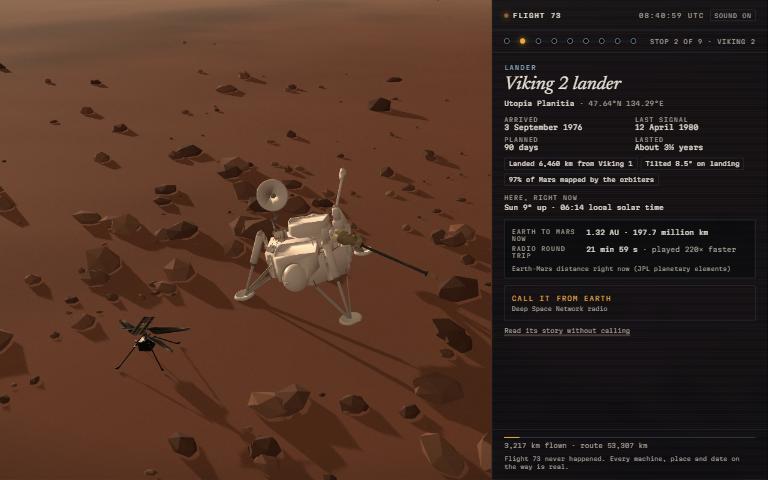 FLIGHT 73
08:40:59 UTC SOUND ON
STOP 2 OF 9 · VIKING 2
LANDER
Viking 2 lander
Utopia Planitia · 47.64°N 134.29°E
ARRIVED
3 September 1976
LAST SIGNAL
12 April 1980
PLANNED
90 days
LASTED
About 3½ years
Landed 6,460 km from Viking 1
Tilted 8.5° on landing
97% of Mars mapped by the orbiters
HERE, RIGHT NOW
Sun 9° up · 06:14 local solar time
EARTH TO MARS NOW
1.32 AU · 197.7 million km
RADIO ROUND TRIP
21 min 59 s · played 220× faster
Earth-Mars distance right now (JPL planetary elements)
CALL IT FROM EARTH
Deep Space Network radio
Read its story without calling
3,217 km flown · route 53,307 km
Flight 73 never happened. Every machine, place and date on
the way is real.